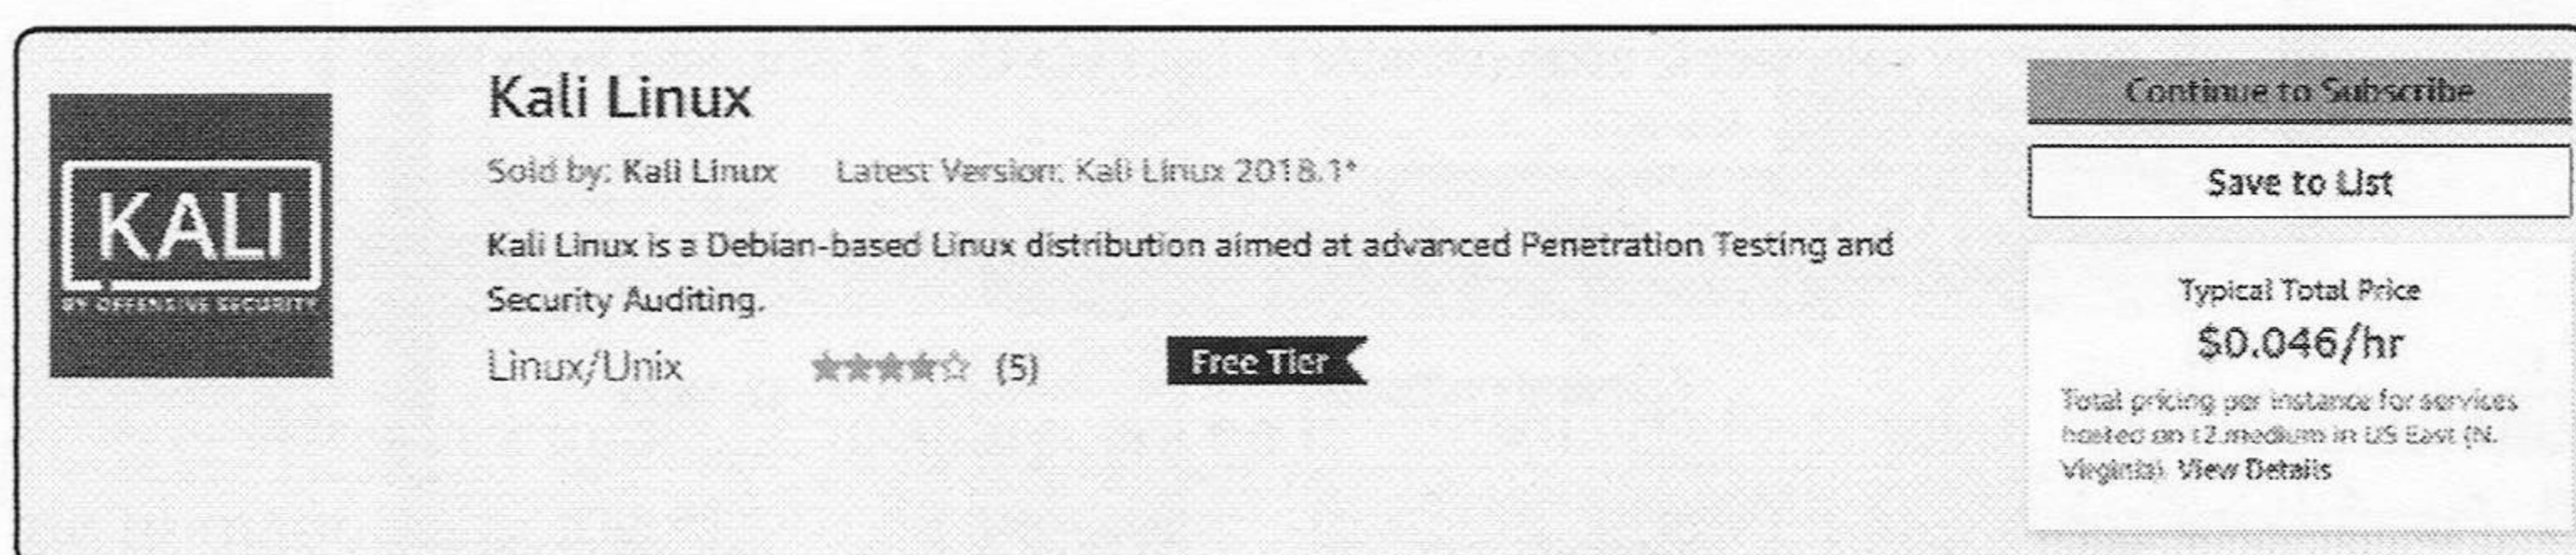 KALI
BY OFFENSIVE SECURITY
Kali Linux
Sold by: Kali Linux Latest Version: Kali Linux 2018.1*
Kali Linux is a Debian-based Linux distribution aimed at advanced Penetration Testing and
Security Auditing.
Linux/Unix (5) Free Tier
Continue to Subscribe
Save to List
Typical Total Price
$0.046/hr
Total pricing per instance for services
hosted on t2.medium in US East (N.
Virginia). View Details